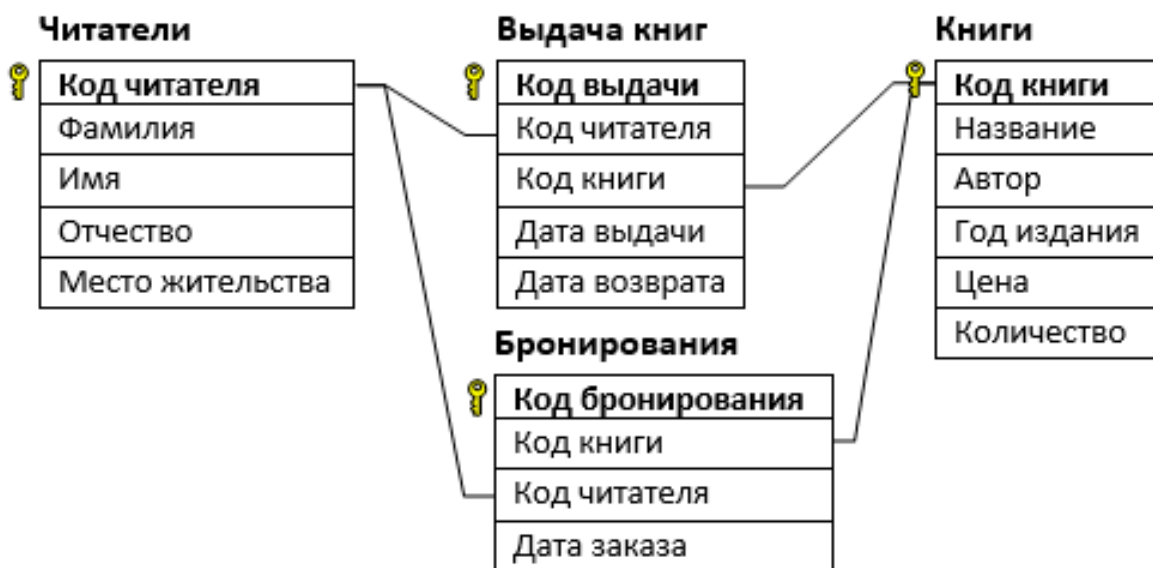 Читатели
Код читателя
Фамилия
Имя
Отчество
Место жительства
Выдача книг
Код выдачи
Код читателя
Код книги
Дата выдачи
Дата возврата
Книги
Код книги
Название
Автор
Год издания
Цена
Количество
Бронирования
Код бронирования
Код книги
Код читателя
Дата заказа